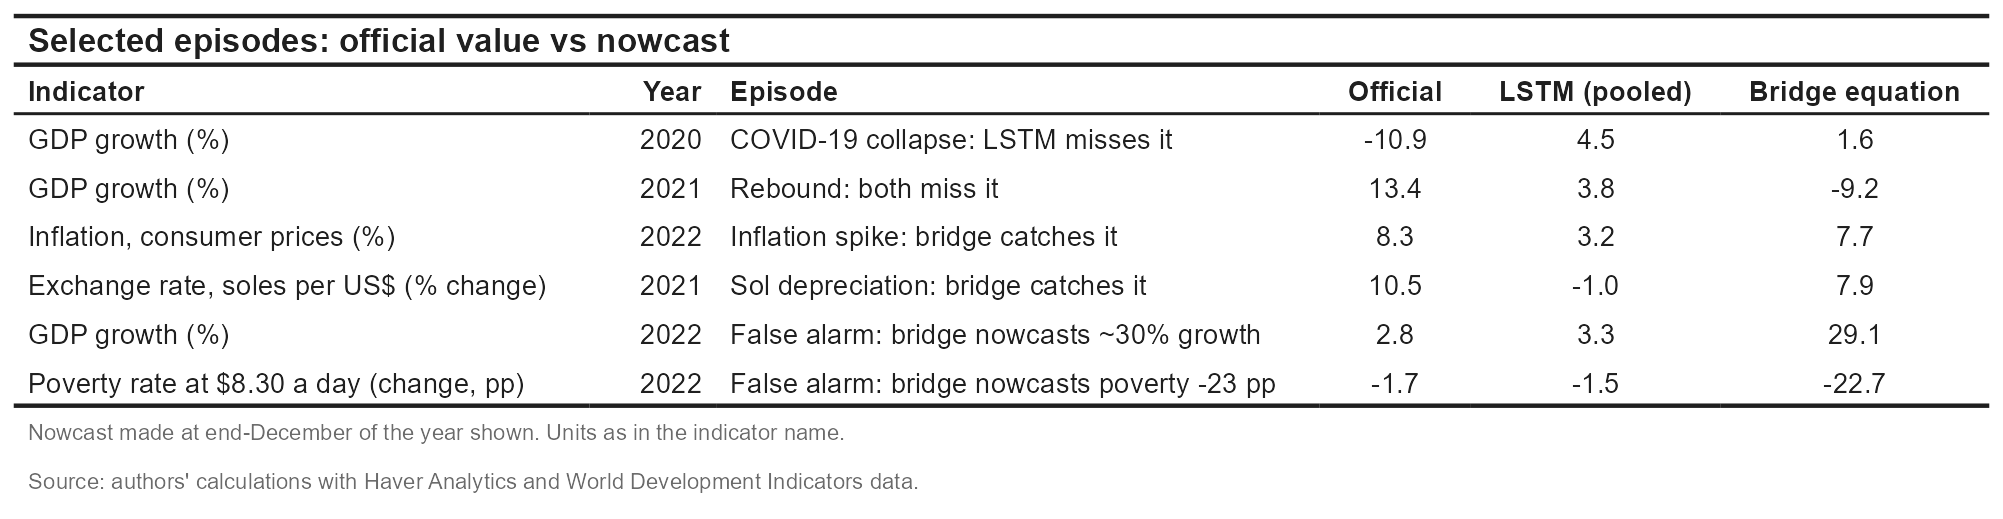 Selected episodes: official value vs nowcast
Indicator Year Episode Official LSTM (pooled) Bridge equation
GDP growth (%) 2020 COVID-19 collapse: LSTM misses it -10.9 4.5 1.6
GDP growth (%) 2021 Rebound: both miss it 13.4 3.8 -9.2
Inflation, consumer prices (%) 2022 Inflation spike: bridge catches it 8.3 3.2 7.7
Exchange rate, soles per US$ (% change) 2021 Sol depreciation: bridge catches it 10.5 -1.0 7.9
GDP growth (%) 2022 False alarm: bridge nowcasts ~30% growth 2.8 3.3 29.1
Poverty rate at $8.30 a day (change, pp) 2022 False alarm: bridge nowcasts poverty -23 pp -1.7 -1.5 -22.7
Nowcast made at end-December of the year shown. Units as in the indicator name.
Source: authors' calculations with Haver Analytics and World Development Indicators data.